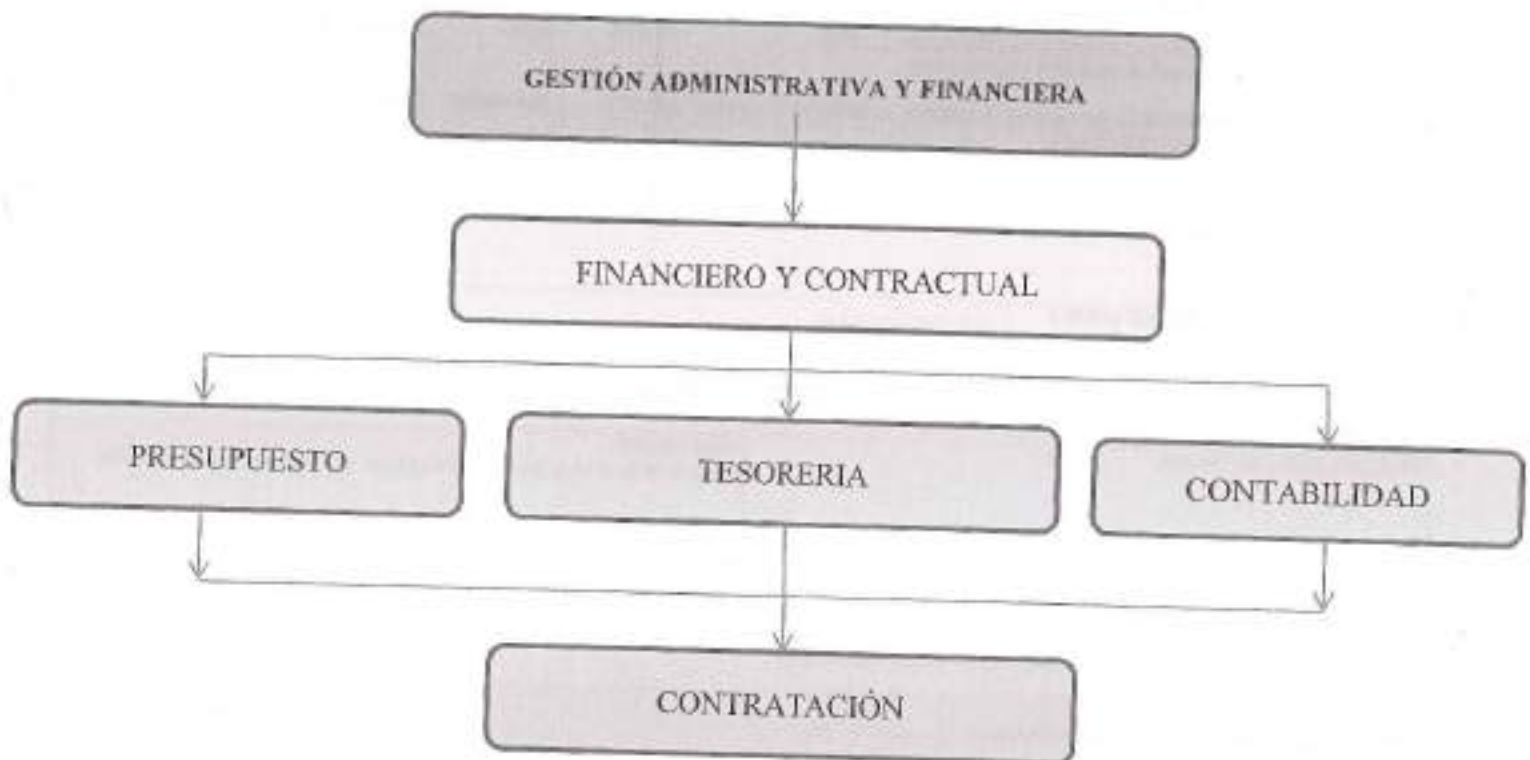 GESTIÓN ADMINISTRATIVA Y FINANCIERA
FINANCIERO Y CONTRACTUAL
PRESUPUESTO
TESORERIA
CONTABILIDAD
CONTRATACIÓN